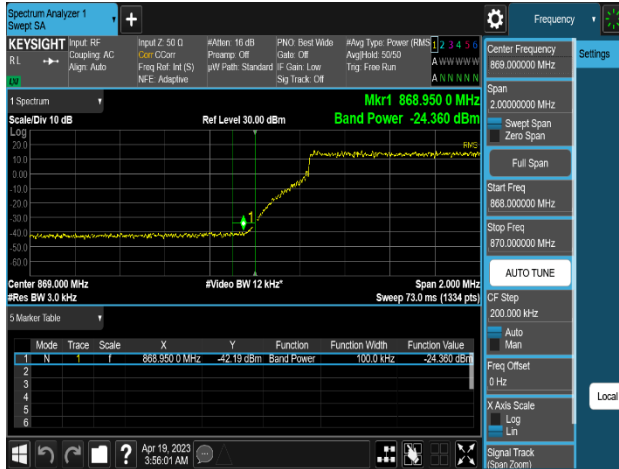 Spectrum Analyzer 1
Swept SA
+
Frequency
KEYSIGHT
RL
Input: RF
Coupling: AC
Align: Auto
Input Z: 50 Ω
Corr CCorr
Freq Ref: Int (S)
NFE: Adaptive
#Atten: 16 dB
Preamp: Off
µW Path: Standard
PNO: Best Wide
Gate: Off
IF Gain: Low
Sig Track: Off
#Avg Type: Power (RMS
Avg|Hold: 50/50
Trig: Free Run
1 2 3 4 5 6
A W W W W W
A N N N N N
1 Spectrum
Scale/Div 10 dB
Log
Ref Level 30.00 dBm
Mkr1 868.950 0 MHz
Band Power -24.360 dBm
RMS
20.0
10.0
0.00
-10.0
-20.0
-30.0
-40.0
-50.0
-60.0
1
Center 869.000 MHz
#Res BW 3.0 kHz
#Video BW 12 kHz*
Span 2.000 MHz
Sweep 73.0 ms (1334 pts)
5 Marker Table
Mode Trace Scale X Y Function Function Width Function Value
1 N 1 f 868.950 0 MHz -42.19 dBm Band Power 100.0 kHz -24.360 dBm
2
3
4
5
6
?
Apr 19, 2023
3:56:01 AM
Center Frequency
869.000000 MHz
Span
2.00000000 MHz
Swept Span
Zero Span
Full Span
Start Freq
868.000000 MHz
Stop Freq
870.000000 MHz
AUTO TUNE
CF Step
200.000 kHz
Auto
Man
Freq Offset
0 Hz
X Axis Scale
Log
Lin
Signal Track
(Span Zoom)
Settings
Local